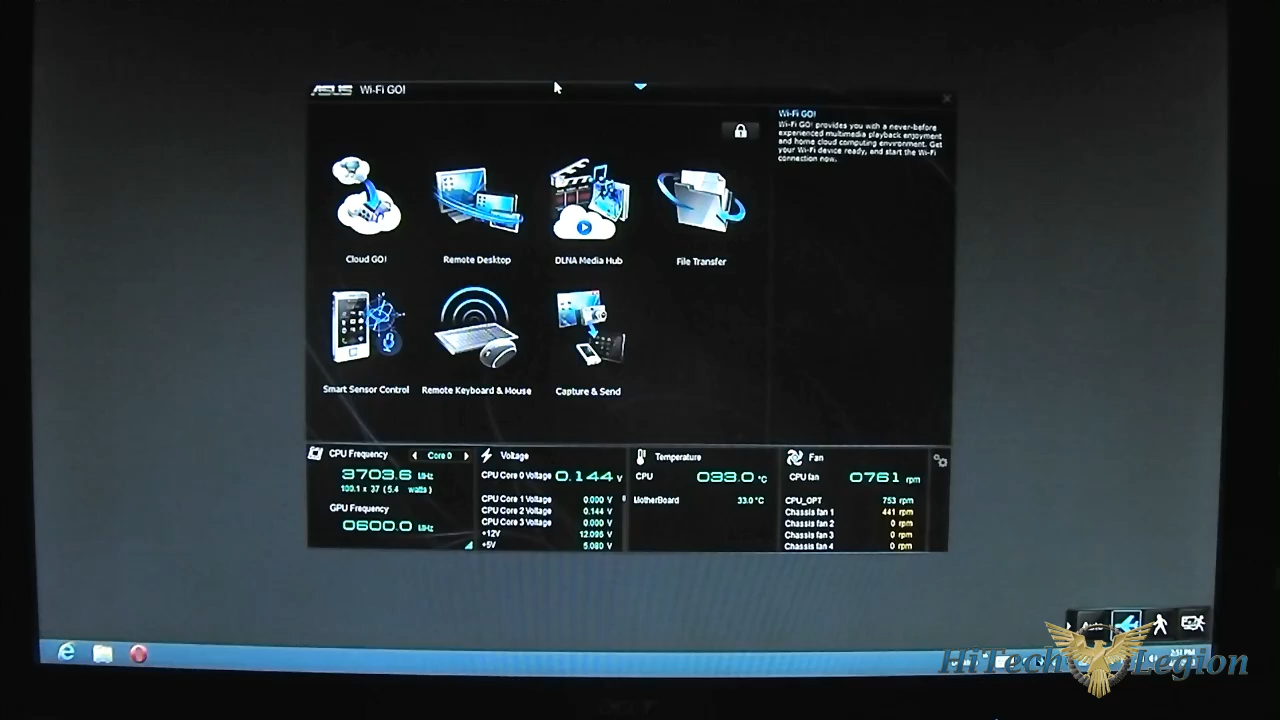 ASUS Wi-Fi GO!
Wi-Fi GO!
Wi-Fi GO! provides you with a never-before
experienced multimedia playback enjoyment
and home cloud computing environment. Get
your Wi-Fi device ready, and start the Wi-Fi
connection now.
Cloud GO!
Remote Desktop
DLNA Media Hub
File Transfer
Smart Sensor Control
Remote Keyboard & Mouse
Capture & Send
CPU Frequency
Core 0
3703.6 MHz
100.1 x 37 (5.4 watts)
GPU Frequency
0600.0 MHz
Voltage
CPU Core 0 Voltage 0.144 V
CPU Core 1 Voltage 0.000 V
CPU Core 2 Voltage 0.144 V
CPU Core 3 Voltage 0.000 V
+12V 12.096 V
+5V 5.080 V
Temperature
CPU 033.0 °C
MotherBoard 33.0 °C
Fan
CPU fan 0761 rpm
CPU_OPT 753 rpm
Chassis fan 1 441 rpm
Chassis fan 2 0 rpm
Chassis fan 3 0 rpm
Chassis fan 4 0 rpm
2:51 PM
HiTech Legion